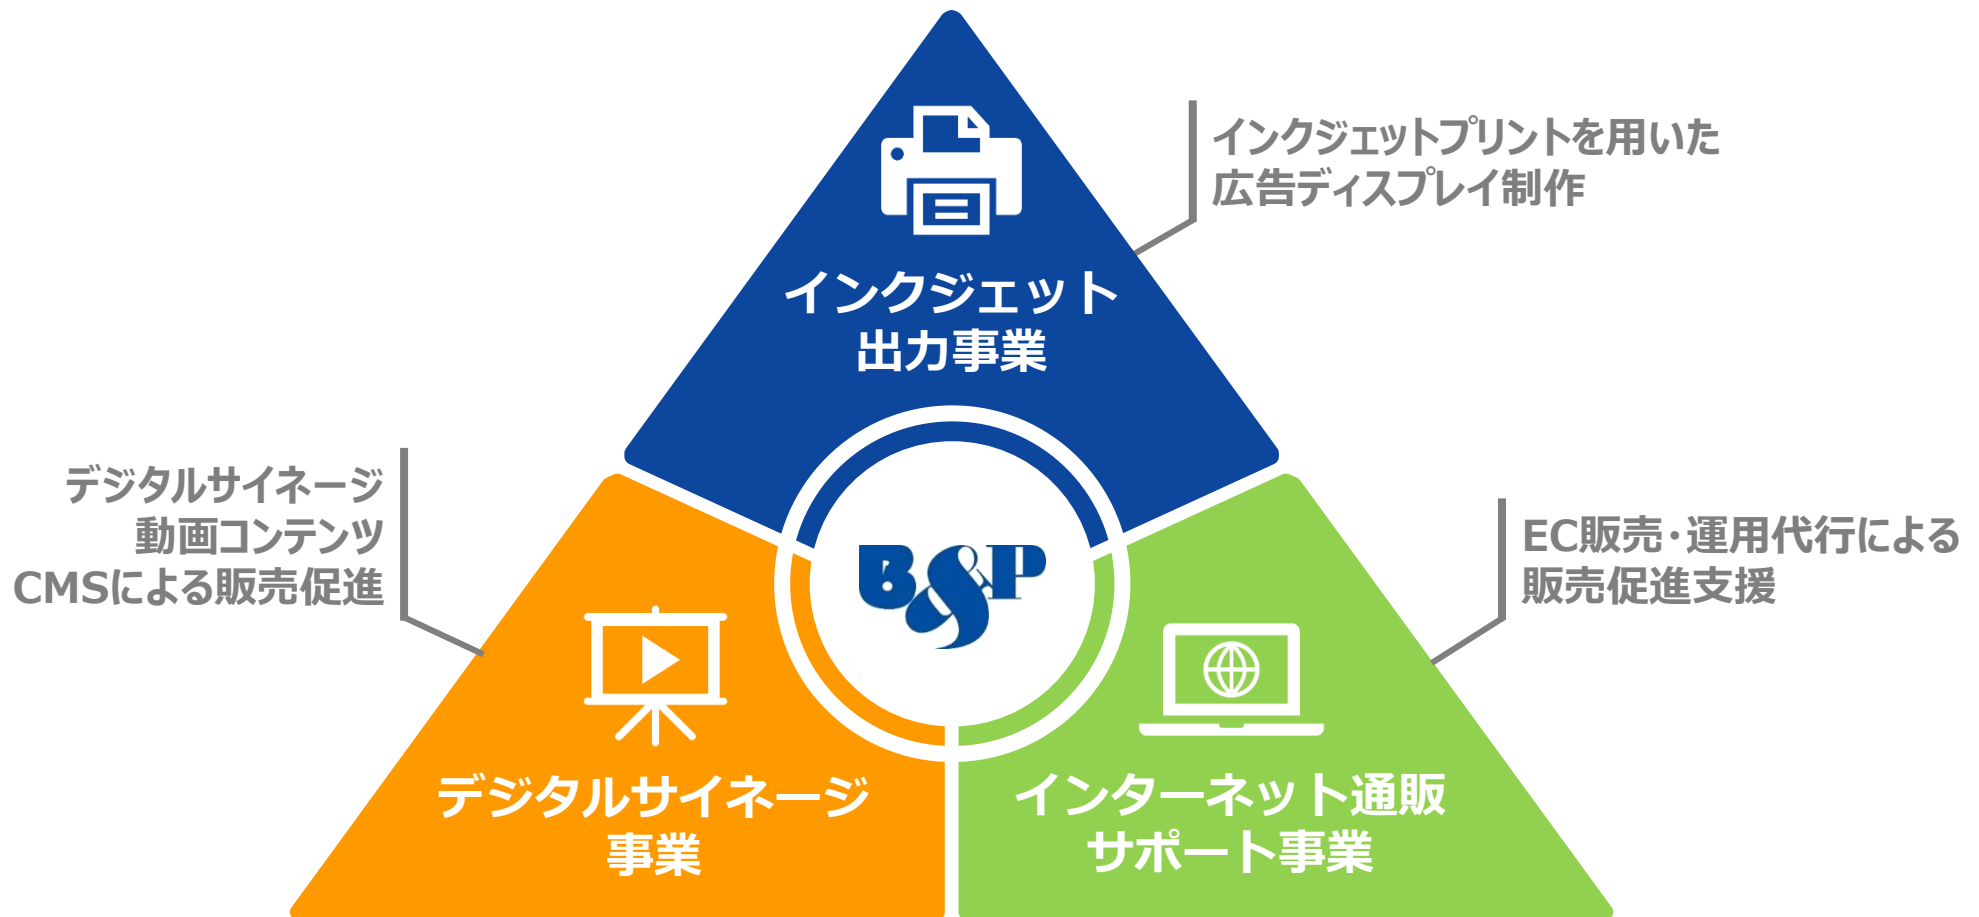 インクジェットプリントを用いた
広告ディスプレイ制作
インクジェット
出力事業
デジタルサイネージ
動画コンテンツ
CMSによる販売促進
B&P
EC販売・運用代行による
販売促進支援
デジタルサイネージ
事業
インターネット通販
サポート事業